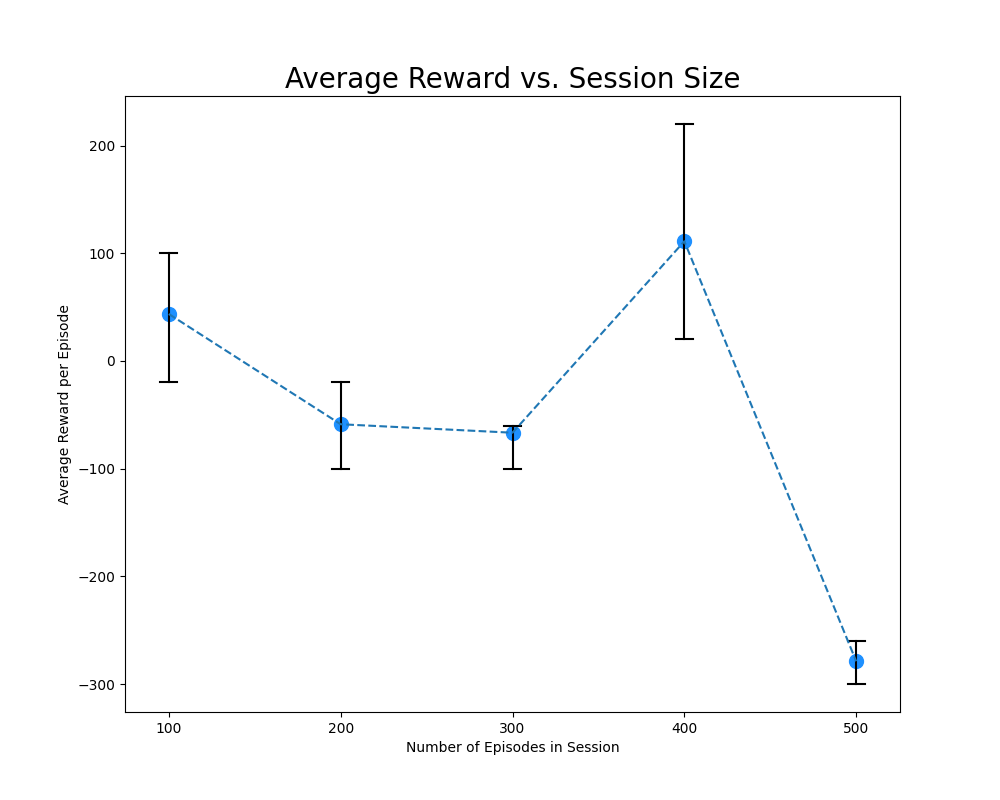 Average Reward vs. Session Size
200
100
0
−100
−200
−300
Average Reward per Episode
100 200 300 400 500
Number of Episodes in Session